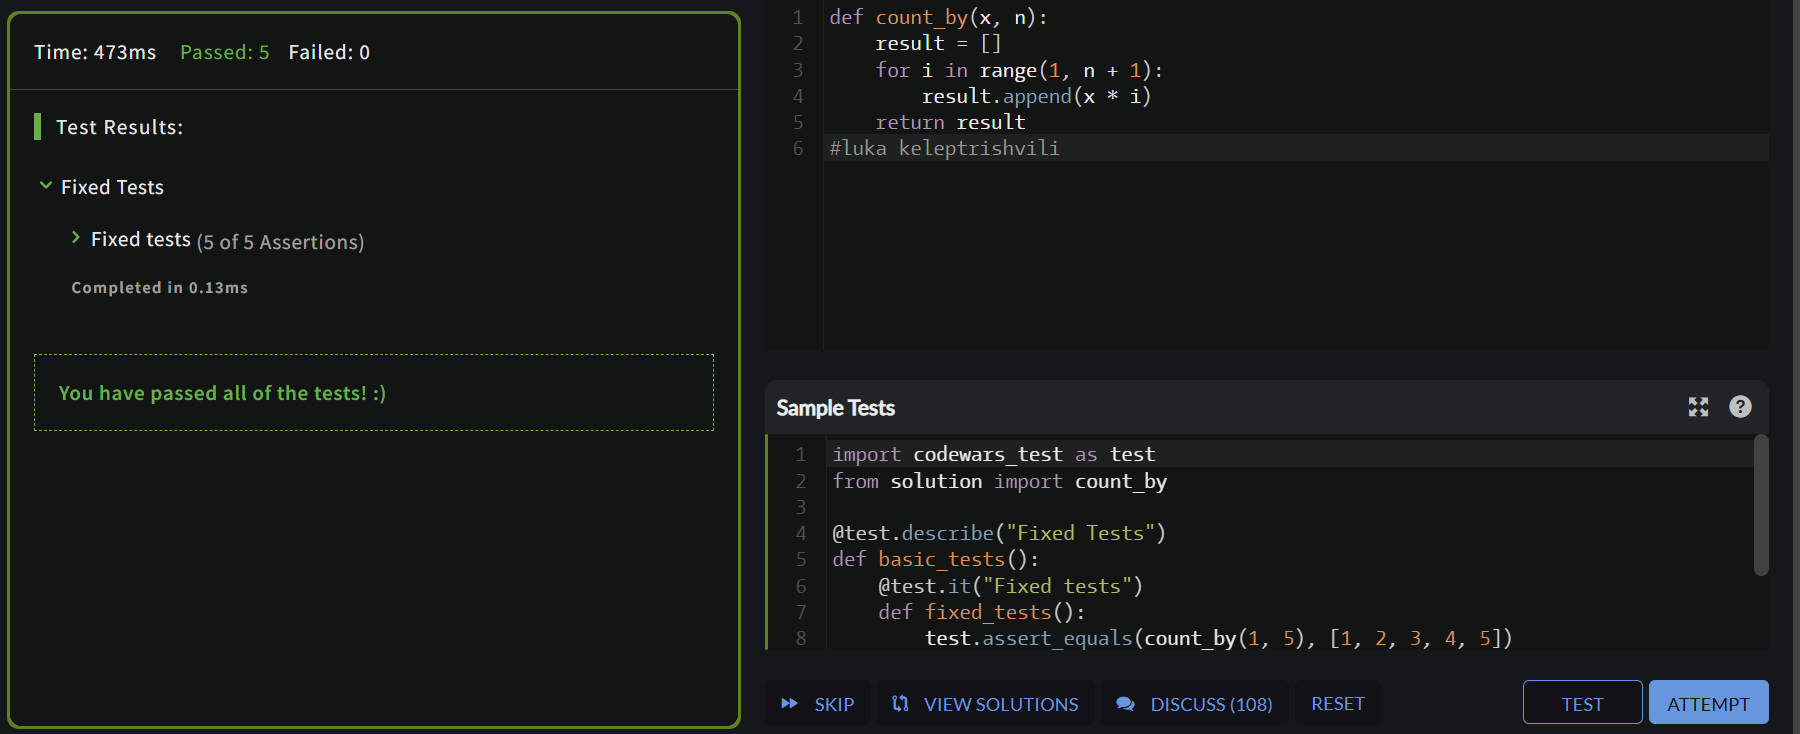 Time: 473ms Passed: 5 Failed: 0
Test Results:
Fixed Tests
Fixed tests (5 of 5 Assertions)
Completed in 0.13ms
You have passed all of the tests! :)
1 def count_by(x, n):
2     result = []
3     for i in range(1, n + 1):
4         result.append(x * i)
5     return result
6 #luka keleptrishvili
Sample Tests
1 import codewars_test as test
2 from solution import count_by
3
4 @test.describe("Fixed Tests")
5 def basic_tests():
6     @test.it("Fixed tests")
7     def fixed_tests():
8         test.assert_equals(count_by(1, 5), [1, 2, 3, 4, 5])
SKIP VIEW SOLUTIONS DISCUSS (108) RESET TEST ATTEMPT